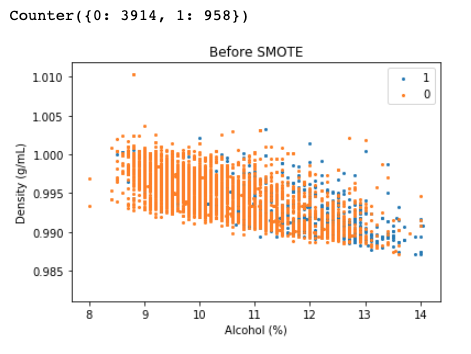 Counter({0: 3914, 1: 958})
Before SMOTE
1
0
1.010
1.005
1.000
0.995
0.990
0.985
Density (g/mL)
8 9 10 11 12 13 14
Alcohol (%)